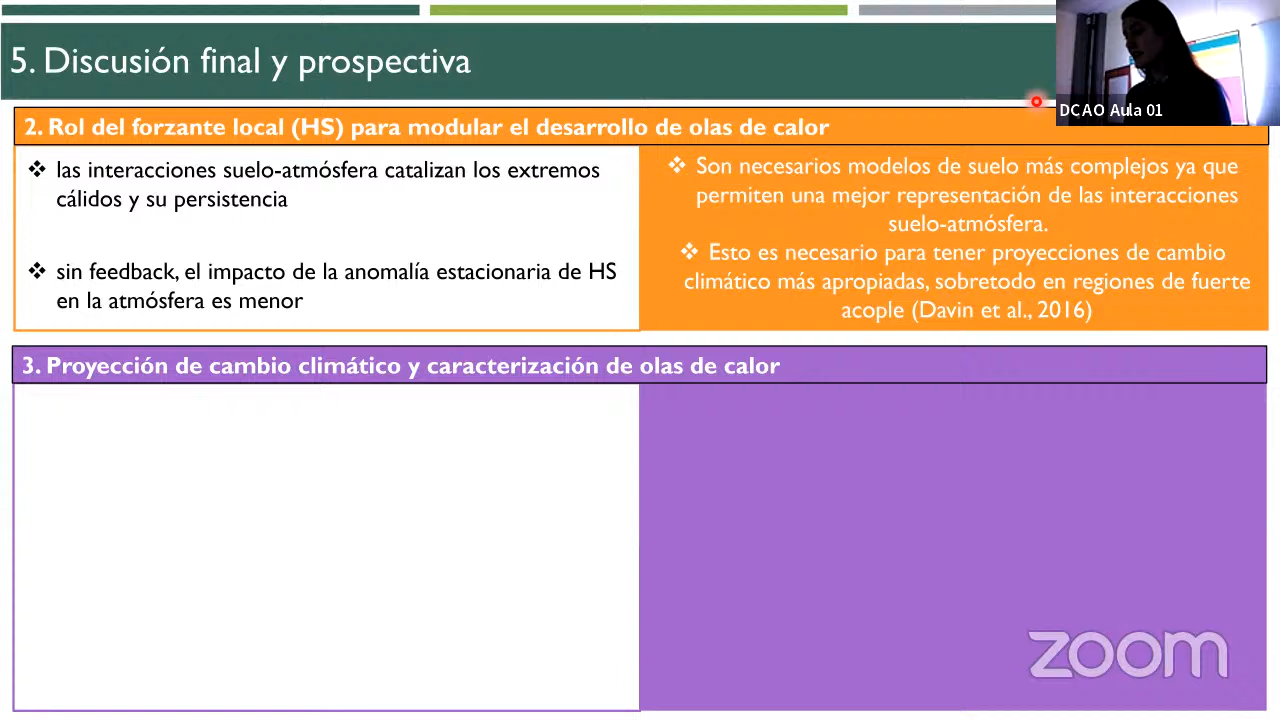 5. Discusión final y prospectiva
DCAO Aula 01
2. Rol del forzante local (HS) para modular el desarrollo de olas de calor
❖ las interacciones suelo-atmósfera catalizan los extremos
cálidos y su persistencia
❖ sin feedback, el impacto de la anomalía estacionaria de HS
en la atmósfera es menor
❖ Son necesarios modelos de suelo más complejos ya que
permiten una mejor representación de las interacciones
suelo-atmósfera.
❖ Esto es necesario para tener proyecciones de cambio
climático más apropiadas, sobretodo en regiones de fuerte
acople (Davin et al., 2016)
3. Proyección de cambio climático y caracterización de olas de calor
zoom